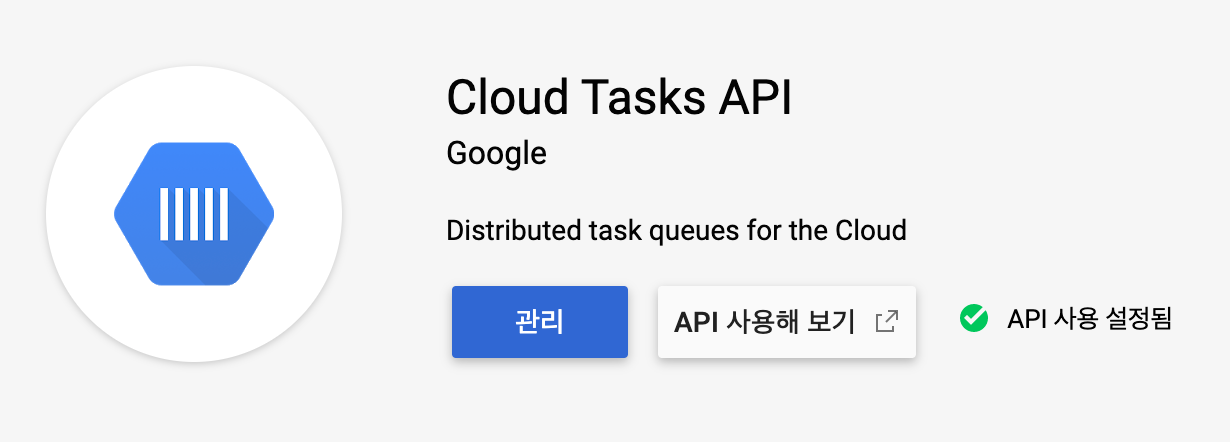 Cloud Tasks API
Google
Distributed task queues for the Cloud
관리
API 사용해 보기
API 사용 설정됨